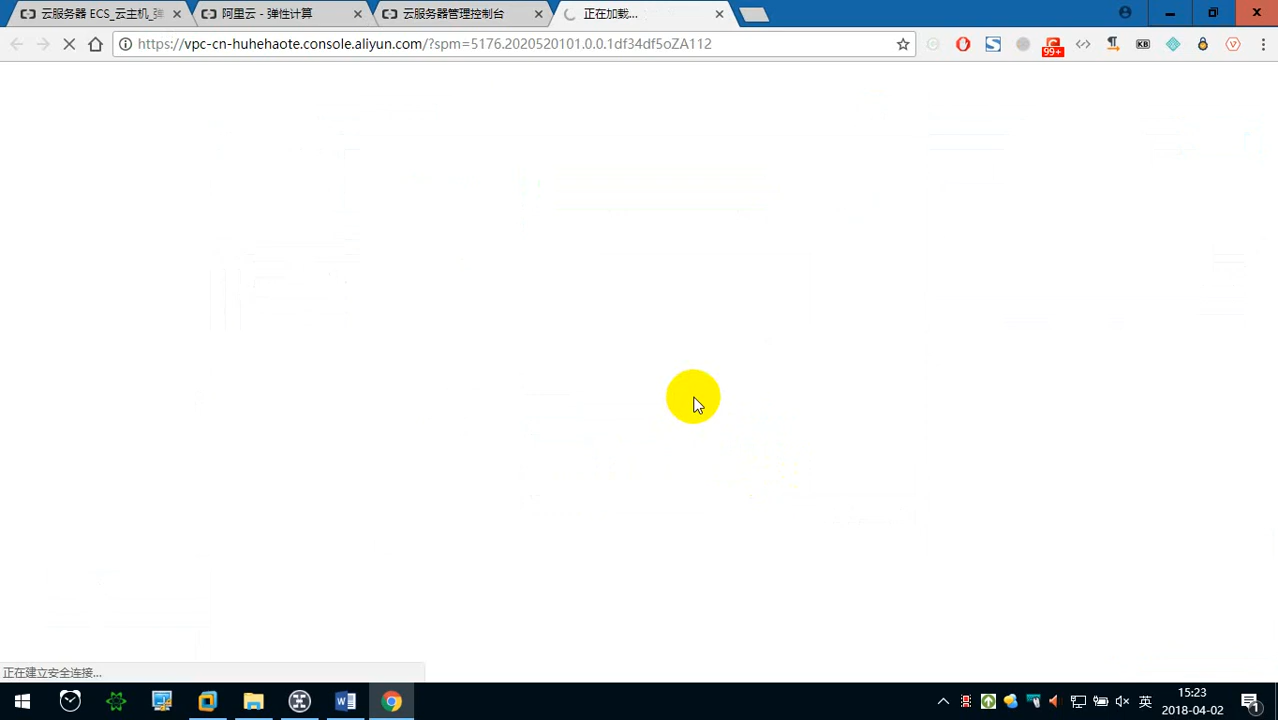 云服务器 ECS_云主机_弹
阿里云 - 弹性计算
云服务器管理控制台
正在加载...
https://vpc-cn-huhehaote.console.aliyun.com/?spm=5176.2020520101.0.0.1df34df5oZA112
99+
KB
正在建立安全连接...
英
15:23
2018-04-02
1